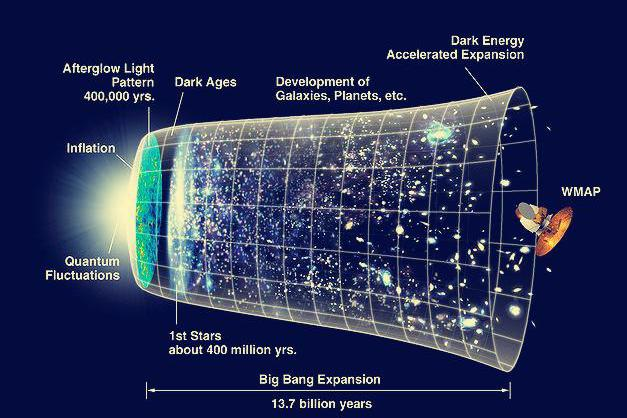 Dark Energy
Accelerated Expansion
Afterglow Light
Pattern
400,000 yrs.
Dark Ages
Development of
Galaxies, Planets, etc.
Inflation
WMAP
Quantum
Fluctuations
1st Stars
about 400 million yrs.
Big Bang Expansion
13.7 billion years